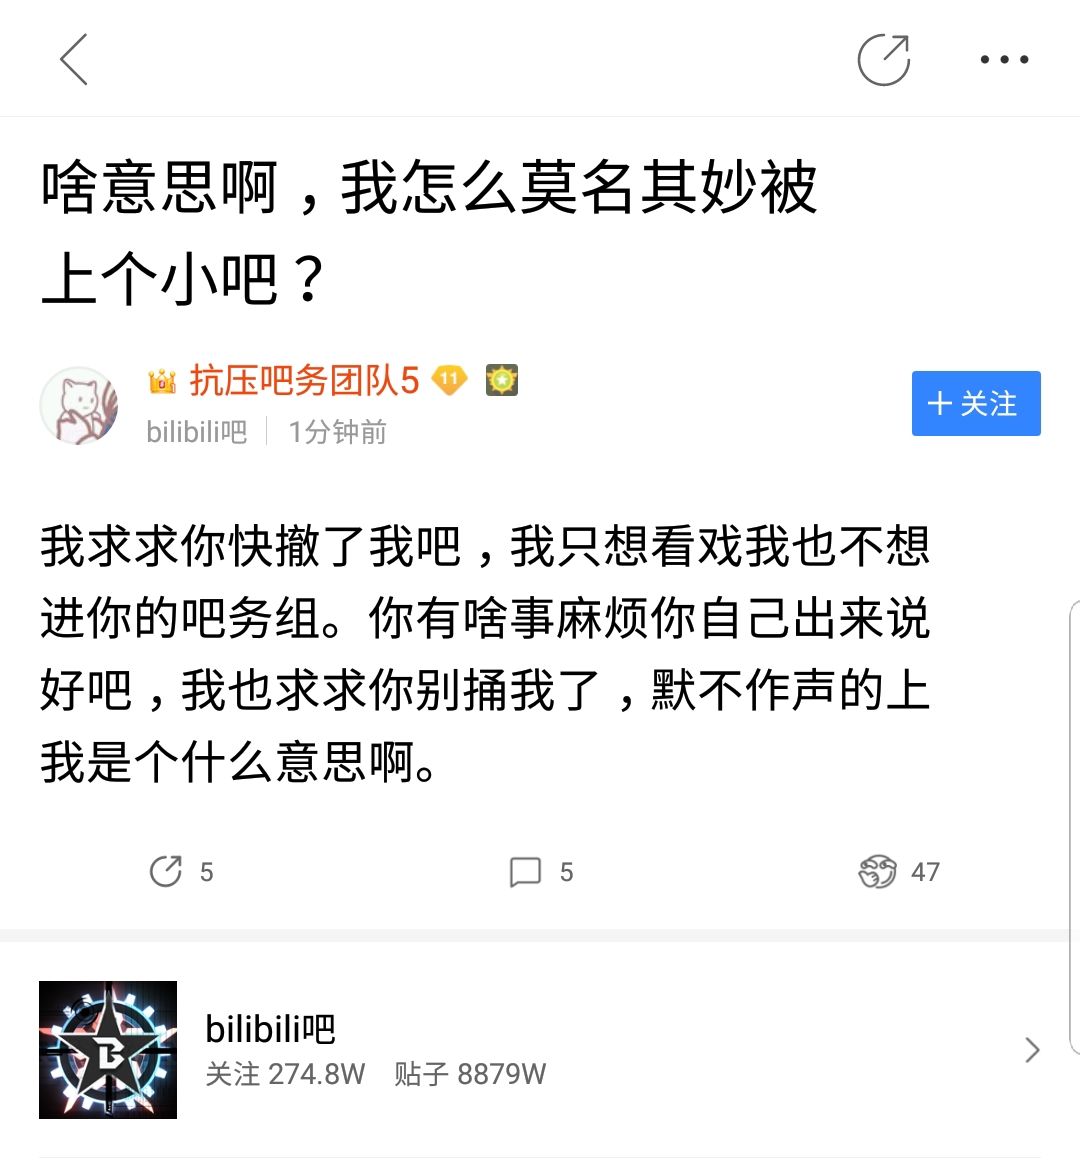 啥意思啊，我怎么莫名其妙被
上个小吧？
抗压吧务团队5 11
bilibili吧 1分钟前
+关注
我求求你快撤了我吧，我只想看戏我也不想
进你的吧务组。你有啥事麻烦你自己出来说
好吧，我也求求你别捅我了，默不作声的上
我是个什么意思啊。
5 5 47
B
bilibili吧
关注 274.8W 贴子 8879W